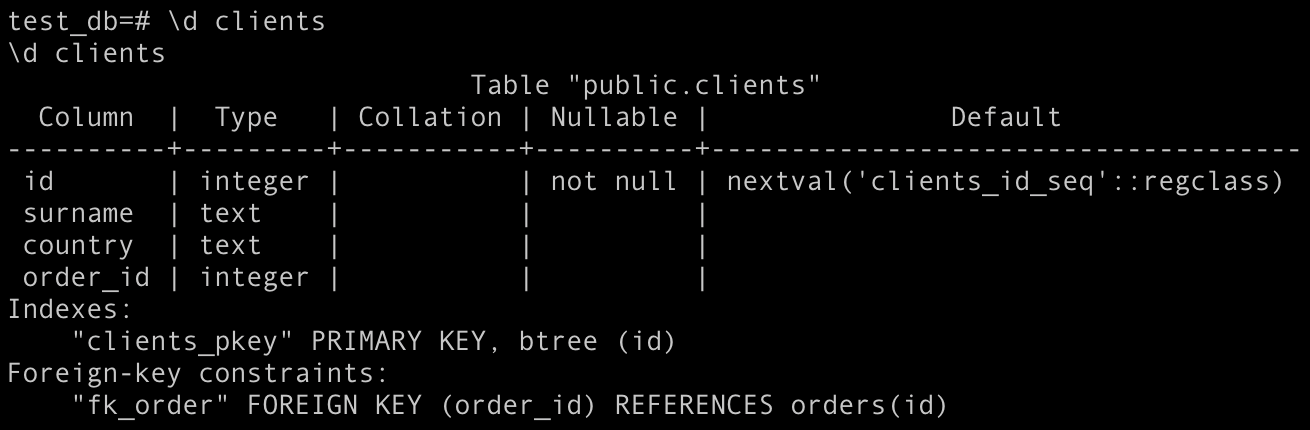 test_db=# \d clients
\d clients
                             Table "public.clients"
  Column  |  Type   | Collation | Nullable |               Default
----------+---------+-----------+----------+-------------------------------------
 id       | integer |           | not null | nextval('clients_id_seq'::regclass)
 surname  | text    |           |          |
 country  | text    |           |          |
 order_id | integer |           |          |
Indexes:
    "clients_pkey" PRIMARY KEY, btree (id)
Foreign-key constraints:
    "fk_order" FOREIGN KEY (order_id) REFERENCES orders(id)